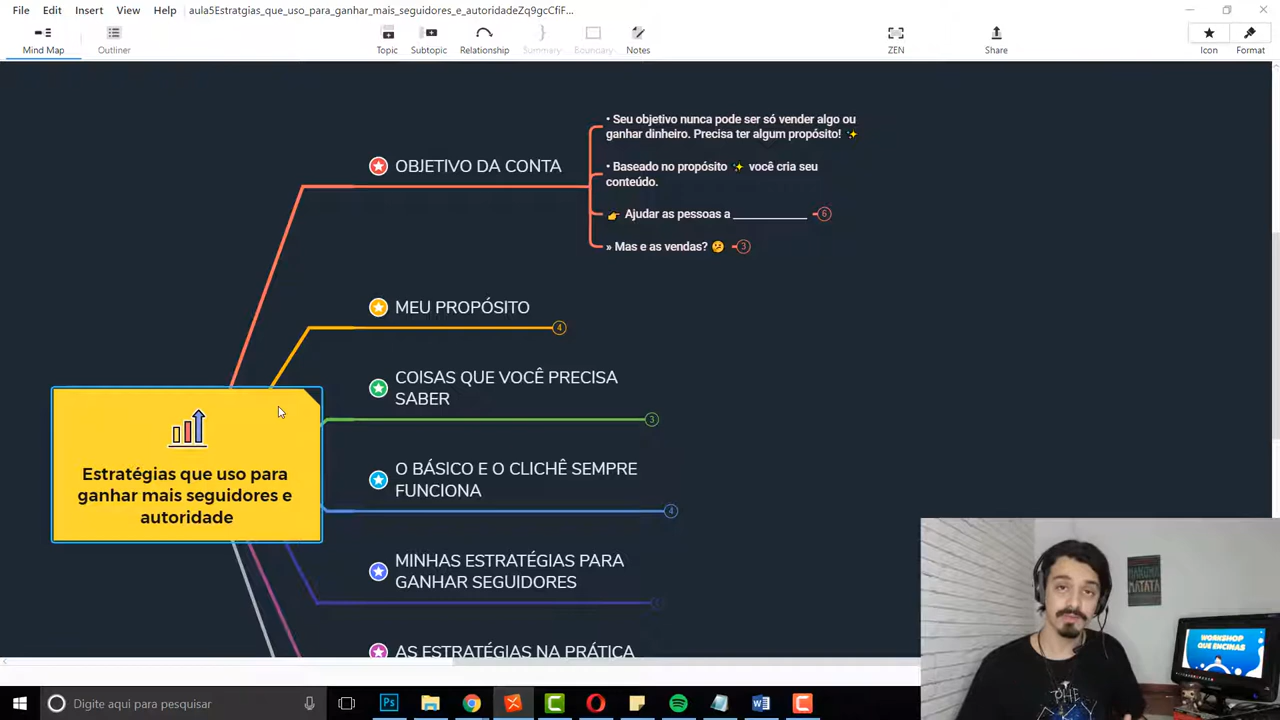 File
Edit
Insert
View
Help
aula5Estratgias_que_uso_para_ganhar_mais_seguidores_e_autoridadeZq9gcCfiF...
Mind Map
Outliner
Topic
Subtopic
Relationship
Summary
Boundary
Notes
ZEN
Share
Icon
Format
OBJETIVO DA CONTA
• Seu objetivo nunca pode ser só vender algo ou
ganhar dinheiro. Precisa ter algum propósito! ✨
• Baseado no propósito ✨ você cria seu
conteúdo.
👉 Ajudar as pessoas a ____________
6
» Mas e as vendas? 🤔
3
MEU PROPÓSITO
4
COISAS QUE VOCÊ PRECISA
SABER
3
O BÁSICO E O CLICHÊ SEMPRE
FUNCIONA
4
Estratégias que uso para
ganhar mais seguidores e
autoridade
MINHAS ESTRATÉGIAS PARA
GANHAR SEGUIDORES
AS ESTRATÉGIAS NA PRÁTICA
HAKUNA
MATATA
WORKSHOP
QUE ENCINAS
Digite aqui para pesquisar
Ps